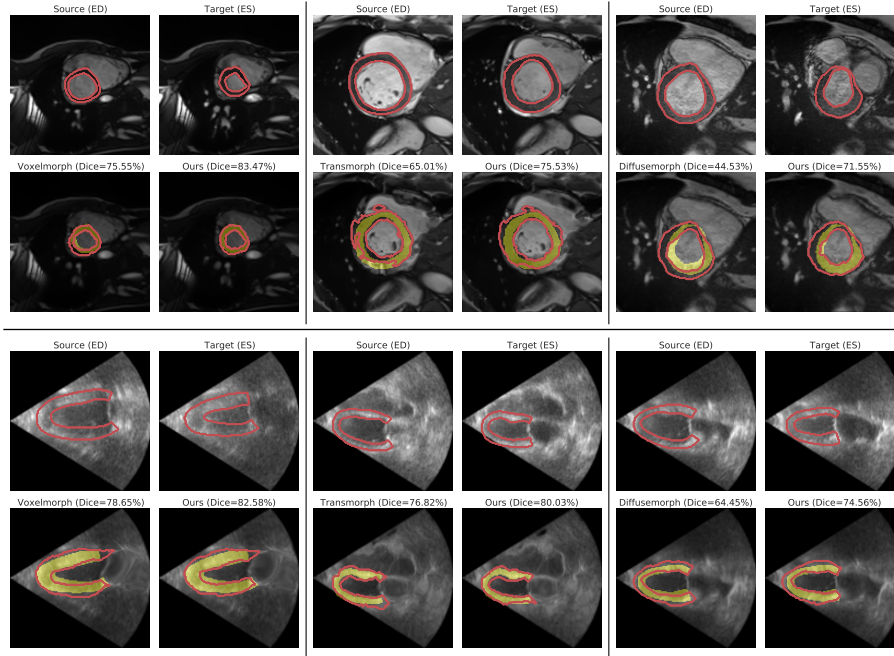 Source (ED)
Target (ES)
Source (ED)
Target (ES)
Source (ED)
Target (ES)
Voxelmorph (Dice=75.55%)
Ours (Dice=83.47%)
Transmorph (Dice=65.01%)
Ours (Dice=75.53%)
Diffusemorph (Dice=44.53%)
Ours (Dice=71.55%)
Source (ED)
Target (ES)
Source (ED)
Target (ES)
Source (ED)
Target (ES)
Voxelmorph (Dice=78.65%)
Ours (Dice=82.58%)
Transmorph (Dice=76.82%)
Ours (Dice=80.03%)
Diffusemorph (Dice=64.45%)
Ours (Dice=74.56%)